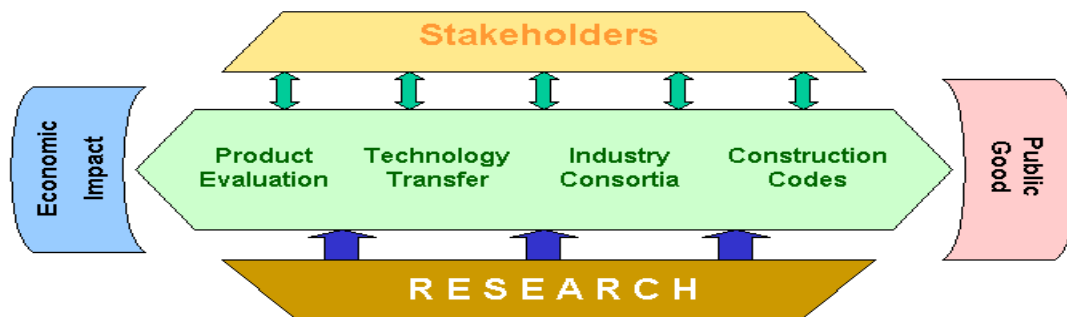 Stakeholders
Economic
Impact
Product
Evaluation
Technology
Transfer
Industry
Consortia
Construction
Codes
Public
Good
RESEARCH